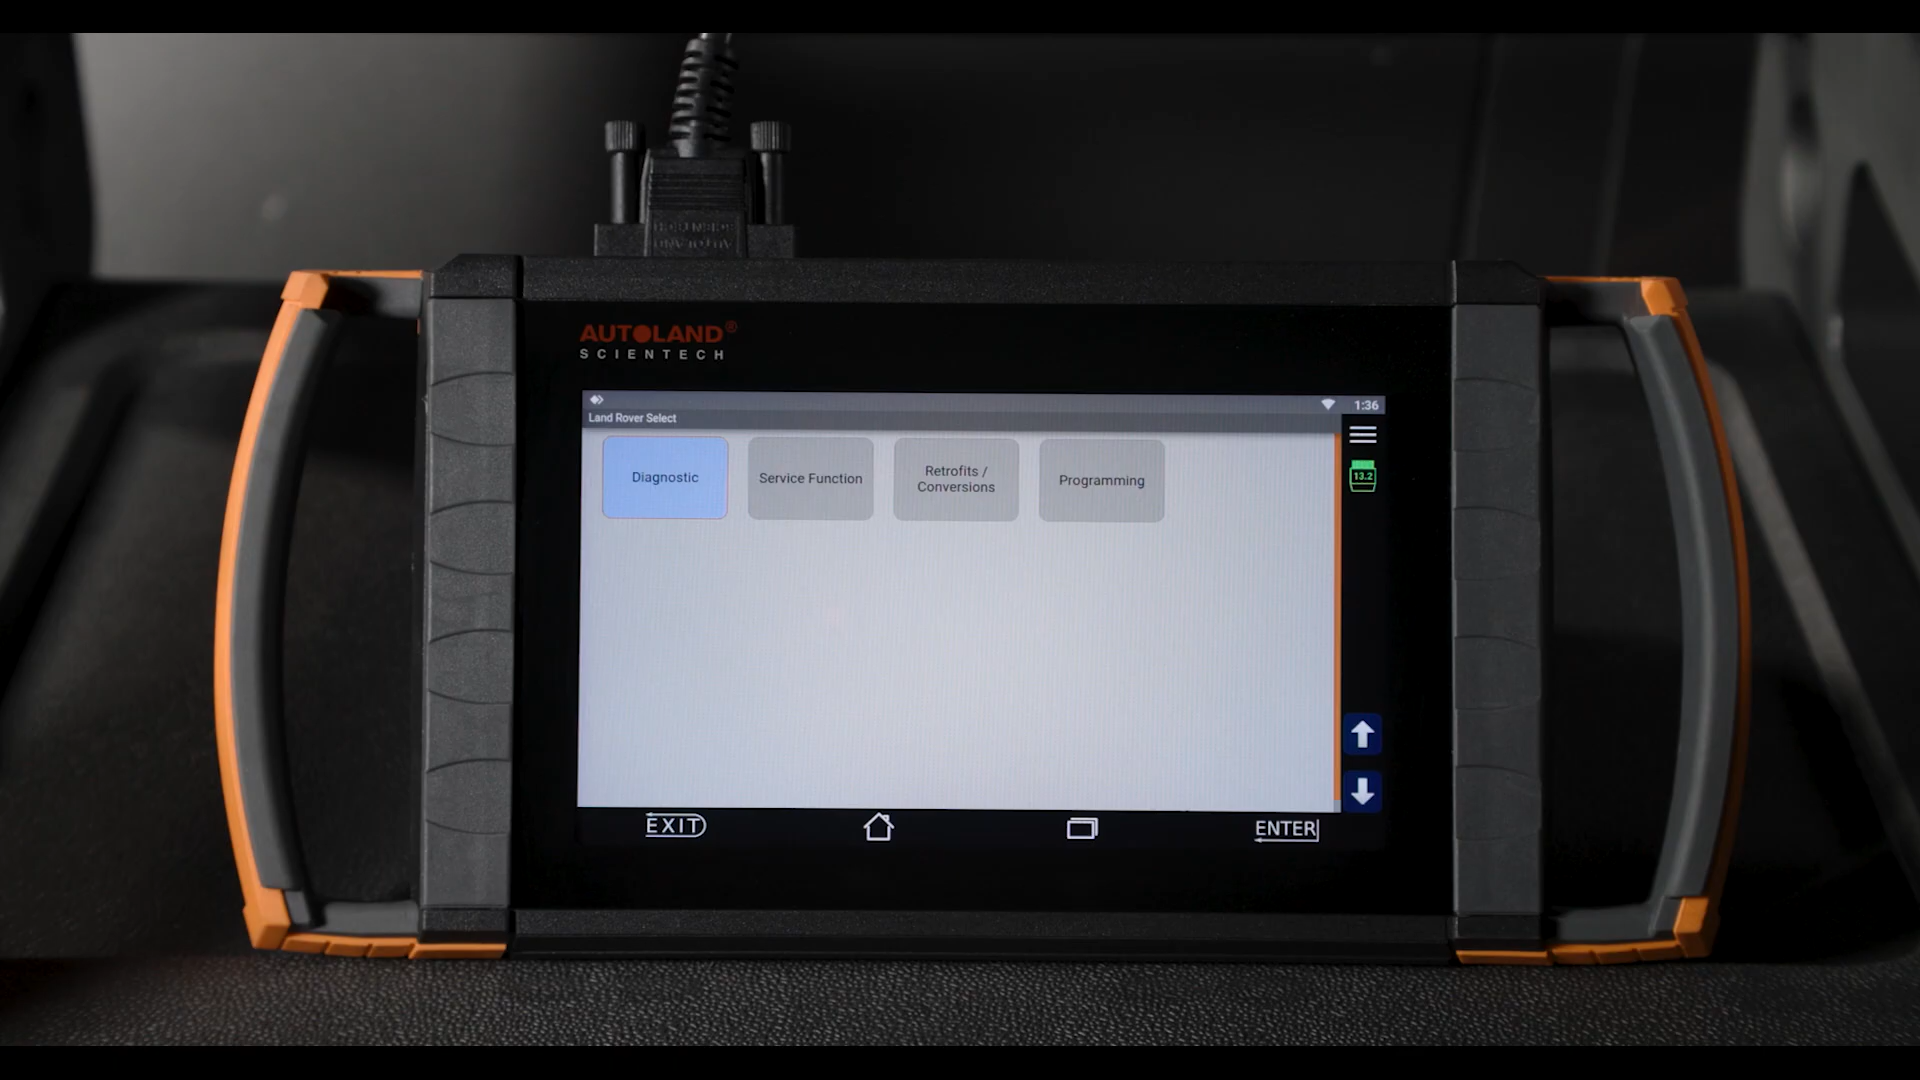 AUTOLAND®
SCIENTECH
1:36
Land Rover Select
Diagnostic
Service Function
Retrofits /
Conversions
Programming
13.2
EXIT
ENTER